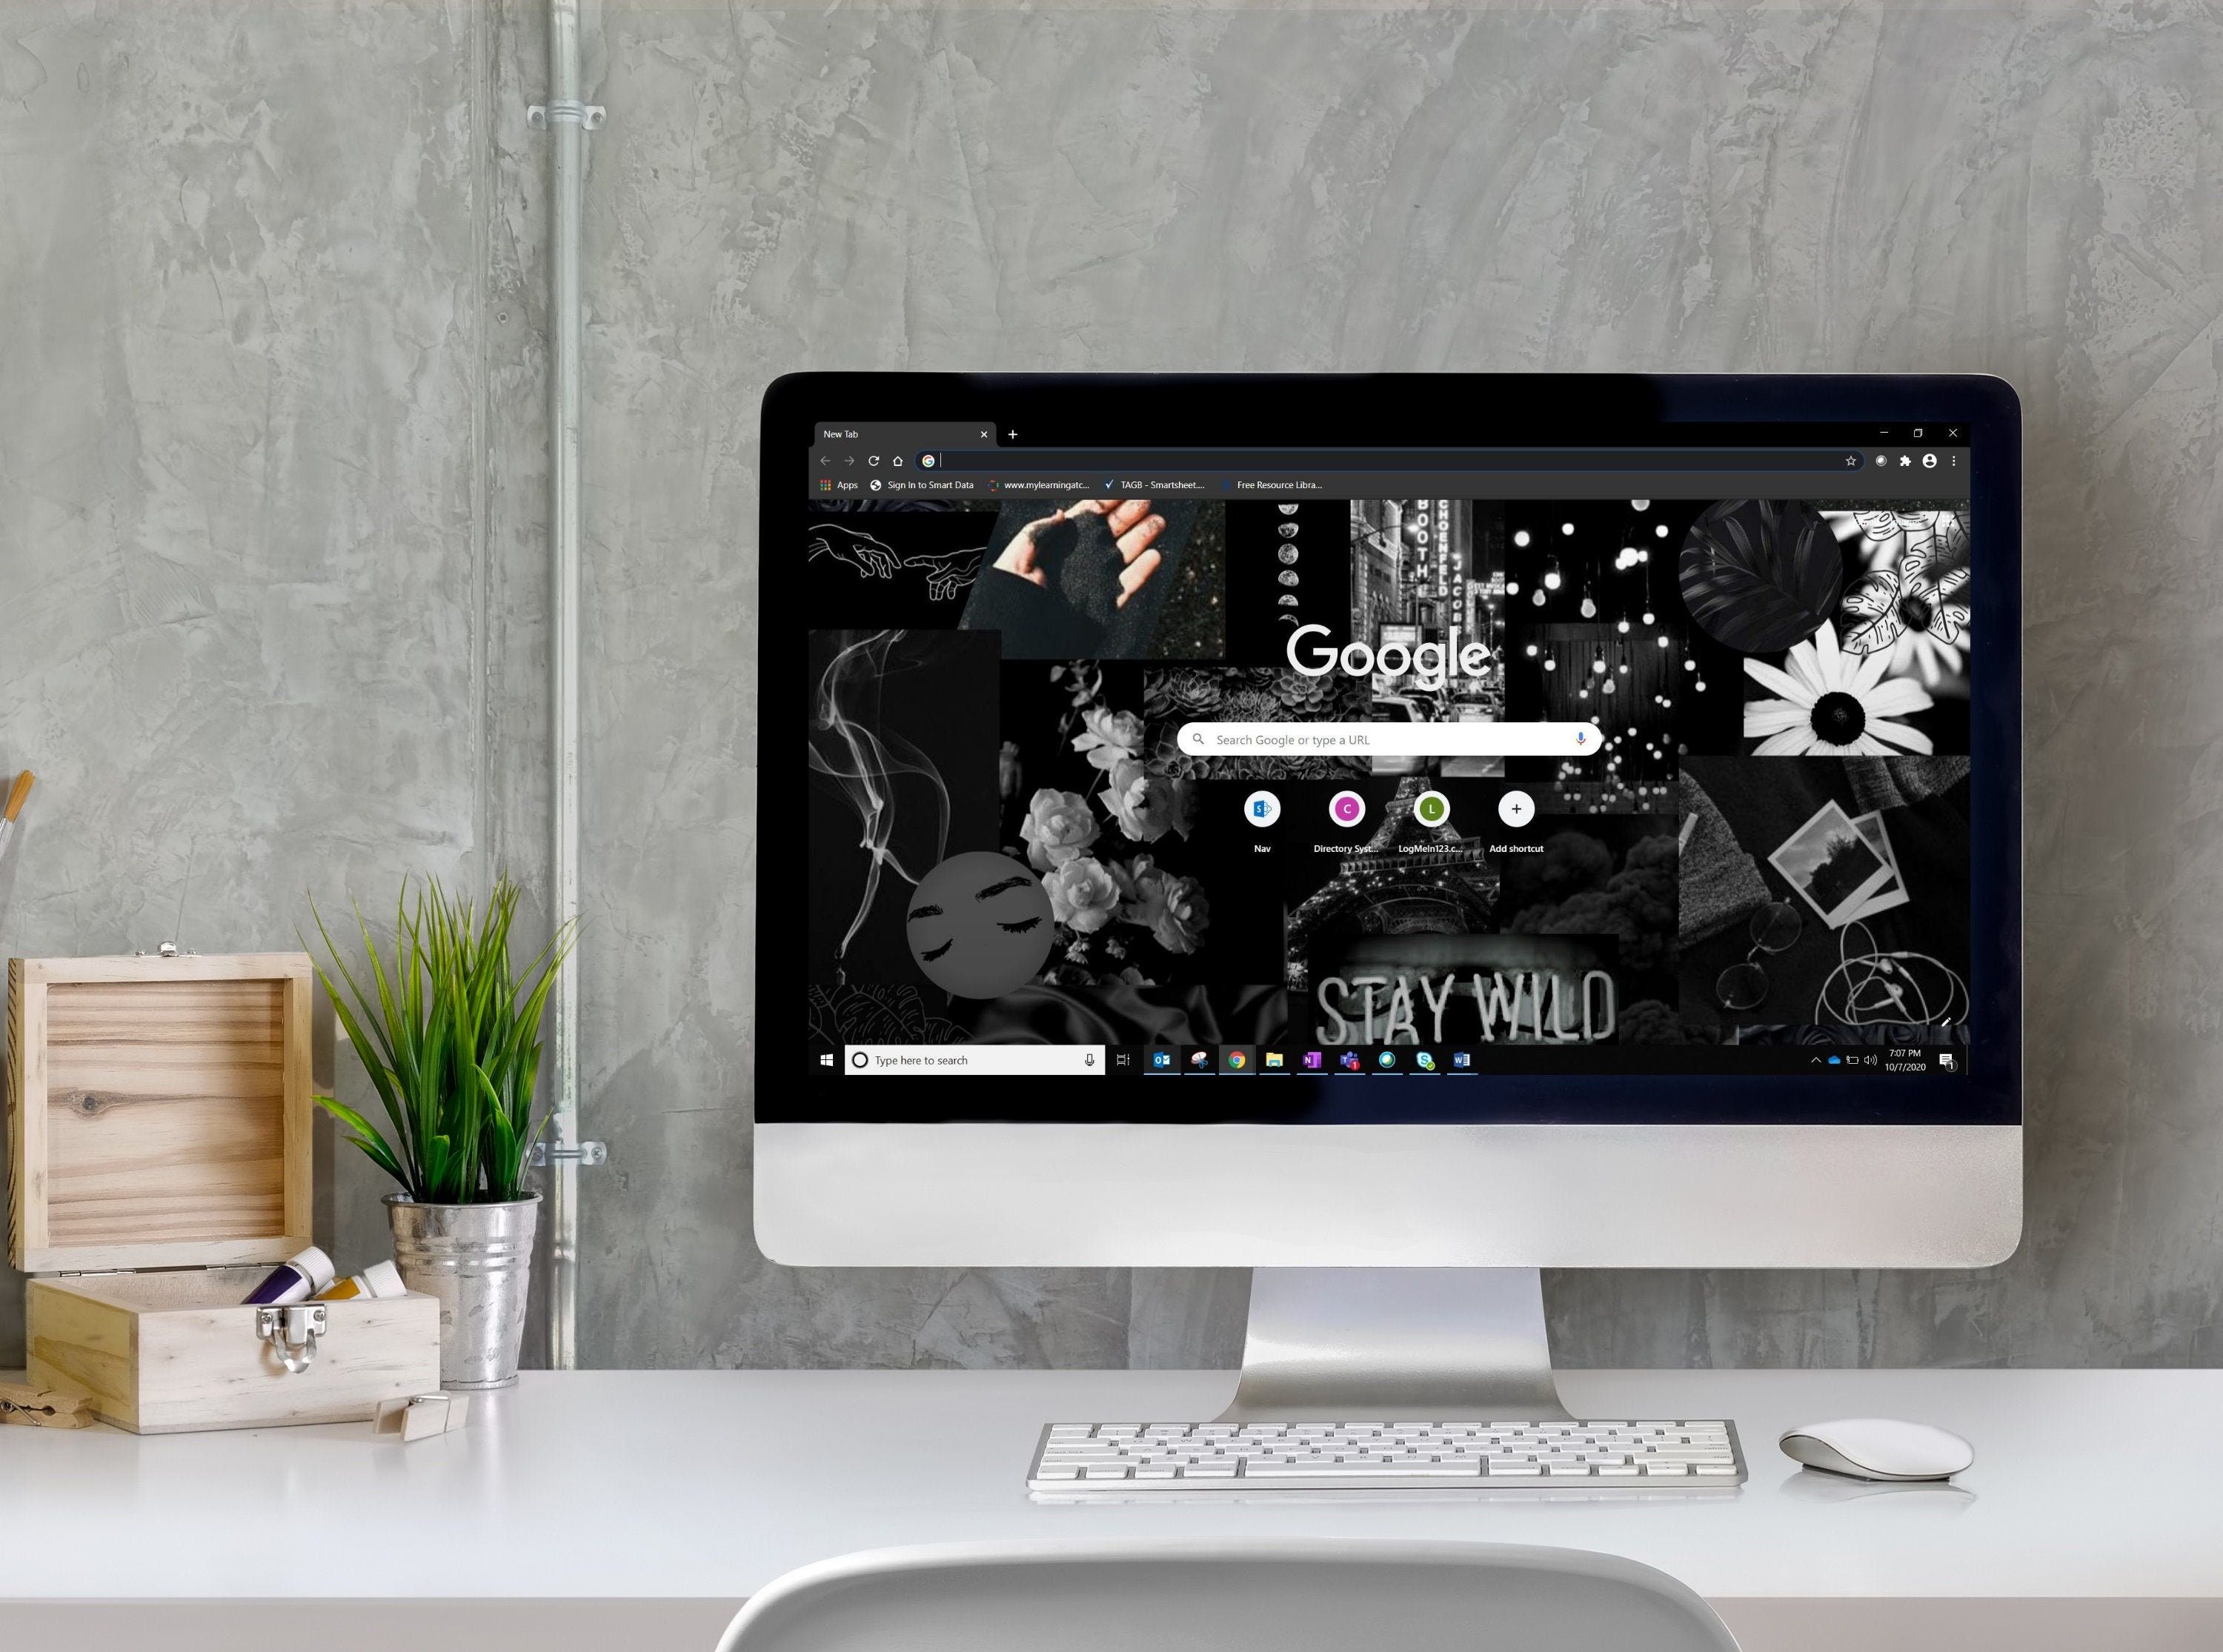 New Tab
Apps Sign In to Smart Data www.mylearningatc... TAGB - Smartsheet.... Free Resource Libra...
BOOTH
SCHOENFELD
JACOB
Google
Search Google or type a URL
S C L
Nav Directory Syst... LogMeIn123.c... Add shortcut
STAY WILD
Type here to search
7:07 PM
10/7/2020
1